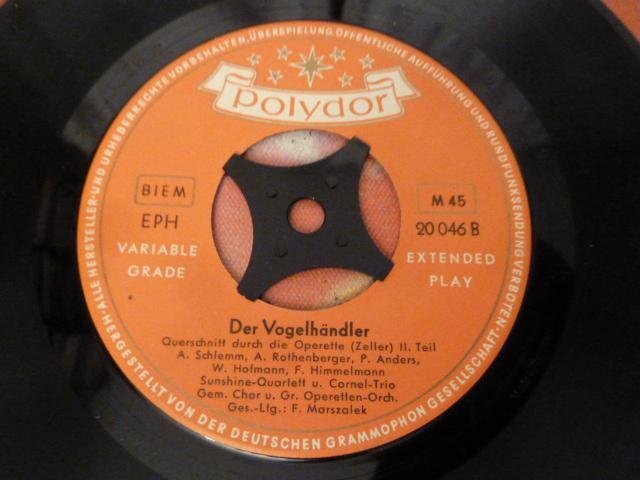 ALLE HERSTELLER- UND URHEBERRECHTE VORBEHALTEN, ÜBERSPIELUNG, ÖFFENTLICHE AUFFÜHRUNG UND RUNDFUNKSENDUNG VERBOTEN·
polydor
BIEM
EPH
VARIABLE
GRADE
M 45
20 046 B
EXTENDED
PLAY
Der Vogelhändler
Querschnitt durch die Operette (Zeller) II. Teil
A. Schlemm, A. Rothenberger, P. Anders,
W. Hofmann, F. Himmelmann
Sunshine-Quartett u. Cornel-Trio
Gem. Chor u. Gr. Operetten-Orch.
Ges.-Ltg.: F. Marszalek
HERGESTELLT VON DER DEUTSCHEN GRAMMOPHON GESELLSCHAFT·